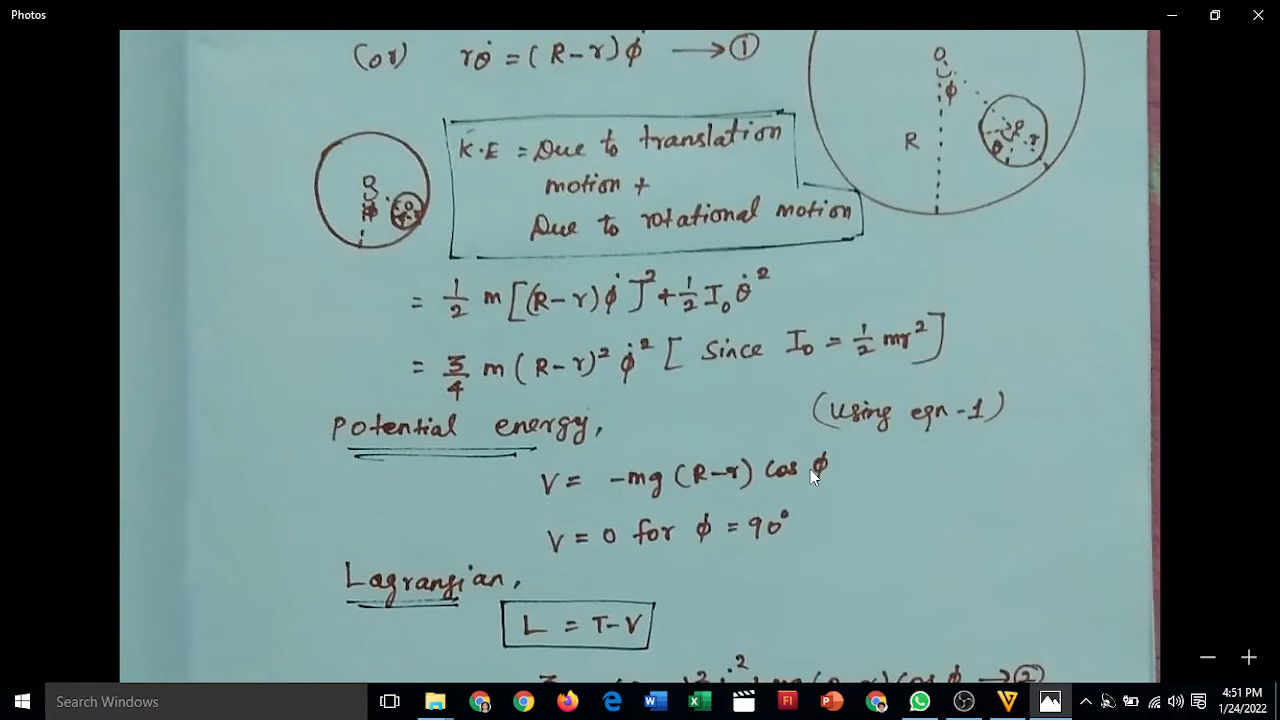 Photos
(or) rθ̇ = (R-r) φ̇ → ①
O
φ
R
P
r
θ
K.E = Due to translation
motion +
Due to rotational motion
= 1/2 m [(R-r) φ̇ ]² + 1/2 I₀ θ̇²
= 3/4 m (R-r)² φ̇² [ Since I₀ = 1/2 mr² ]
(Using eqn-1)
Potential energy,
V = -mg (R-r) Cos φ
V = 0 for φ = 90°
Lagrangian,
L = T-V
Search Windows
4:51 PM
1/24/2022